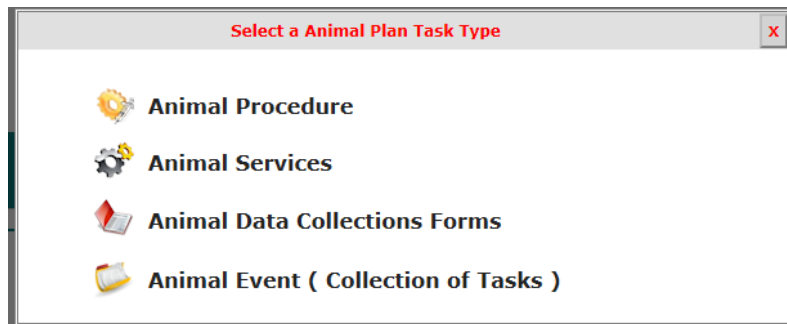 Select a Animal Plan Task Type
x
Animal Procedure
Animal Services
Animal Data Collections Forms
Animal Event ( Collection of Tasks )